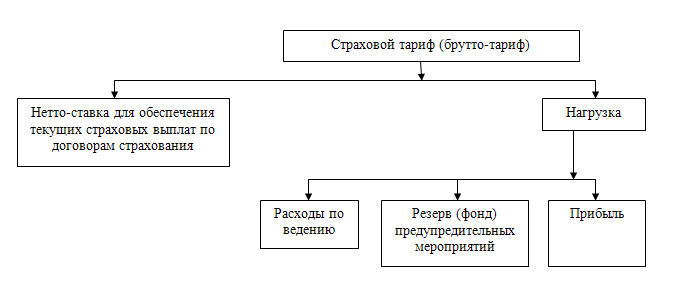 Страховой тариф (брутто-тариф)
Нетто-ставка для обеспечения
текущих страховых выплат по
договорам страхования
Нагрузка
Расходы по
ведению
Резерв (фонд)
предупредительных
мероприятий
Прибыль